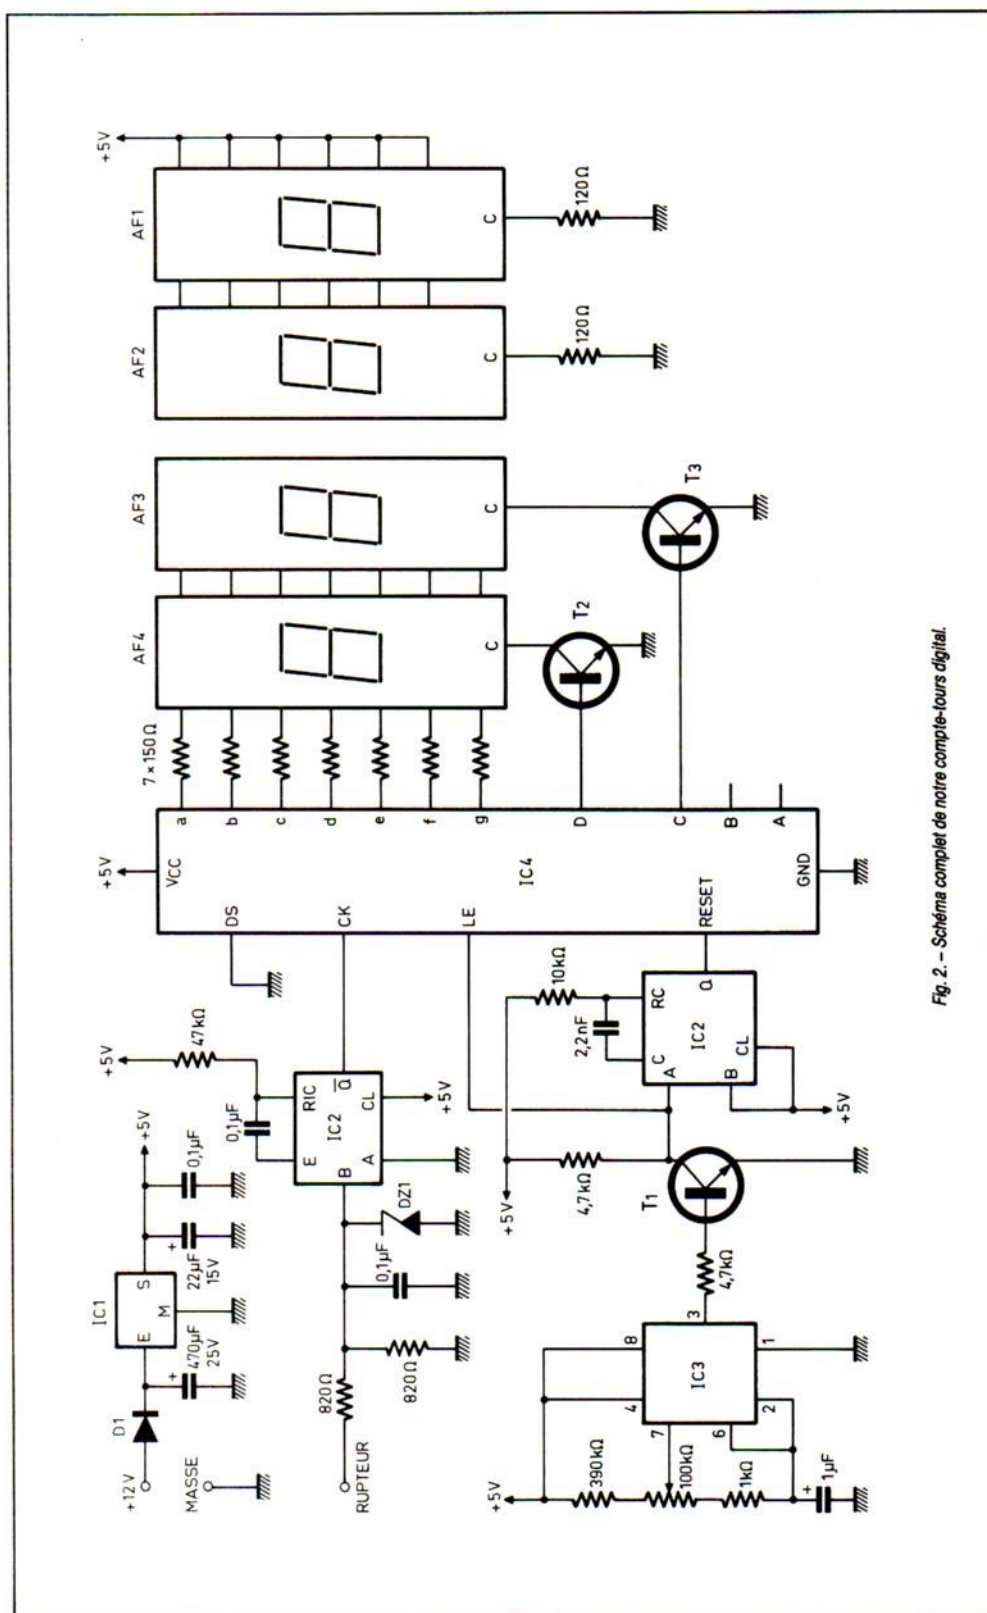 +12V
D1
MASSE
IC1
E
S
M
470µF
25V
+
22µF
15V
+
0,1µF
+5V
RUPTEUR
820Ω
820Ω
0,1µF
DZ1
+5V
47kΩ
0,1µF
E
RIC
B
IC2
Q
A
CL
+5V
+5V
390kΩ
100kΩ
1kΩ
+
1µF
4
8
7
IC3
3
6
2
1
4,7kΩ
T1
+5V
4,7kΩ
10kΩ
2,2nF
C
RC
A
IC2
Q
B
CL
+5V
+5V
VCC
DS
CK
LE
RESET
IC4
GND
a
b
c
d
e
f
g
D
C
B
A
7 × 150Ω
AF4
C
T2
AF3
C
T3
AF2
C
120Ω
AF1
C
120Ω
+5V
Fig. 2. – Schéma complet de notre compte-tours digital.